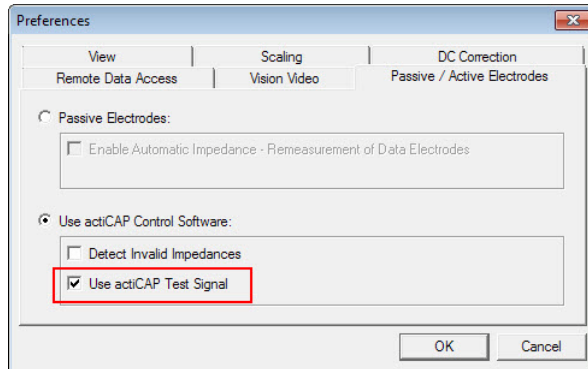 Preferences
View
Scaling
DC Correction
Remote Data Access
Vision Video
Passive / Active Electrodes
Passive Electrodes:
Enable Automatic Impedance - Remeasurement of Data Electrodes
Use actiCAP Control Software:
Detect Invalid Impedances
Use actiCAP Test Signal
OK
Cancel